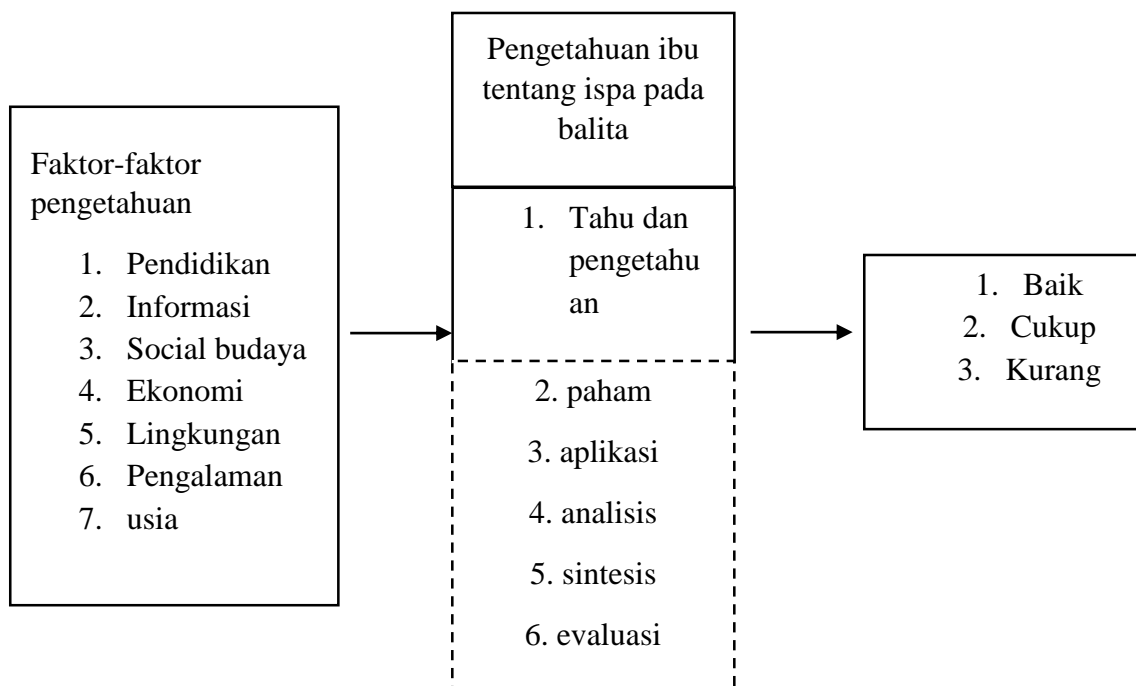 Faktor-faktor
pengetahuan
1. Pendidikan
2. Informasi
3. Social budaya
4. Ekonomi
5. Lingkungan
6. Pengalaman
7. usia
Pengetahuan ibu
tentang ispa pada
balita
1. Tahu dan
pengetahu
an
2. paham
3. aplikasi
4. analisis
5. sintesis
6. evaluasi
1. Baik
2. Cukup
3. Kurang